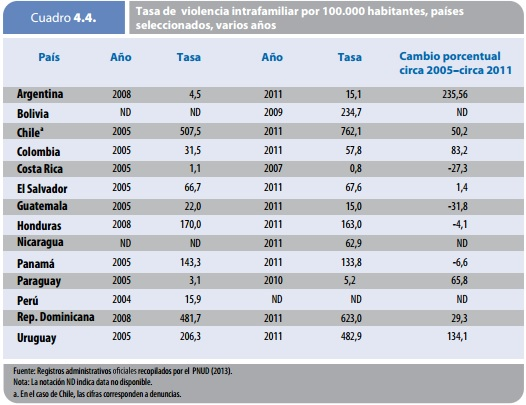 Cuadro 4.4.
Tasa de violencia intrafamiliar por 100.000 habitantes, países
seleccionados, varios años
País Año Tasa Año Tasa Cambio porcentual
circa 2005–circa 2011
Argentina 2008 4,5 2011 15,1 235,56
Bolivia ND ND 2009 234,7 ND
Chileª 2005 507,5 2011 762,1 50,2
Colombia 2005 31,5 2011 57,8 83,2
Costa Rica 2005 1,1 2007 0,8 -27,3
El Salvador 2005 66,7 2011 67,6 1,4
Guatemala 2005 22,0 2011 15,0 -31,8
Honduras 2008 170,0 2011 163,0 -4,1
Nicaragua ND ND 2011 62,9 ND
Panamá 2005 143,3 2011 133,8 -6,6
Paraguay 2005 3,1 2010 5,2 65,8
Perú 2004 15,9 ND ND ND
Rep. Dominicana 2008 481,7 2011 623,0 29,3
Uruguay 2005 206,3 2011 482,9 134,1
Fuente: Registros administrativos oficiales recopilados por el PNUD (2013).
Nota: La notación ND indica data no disponible.
a. En el caso de Chile, las cifras corresponden a denuncias.